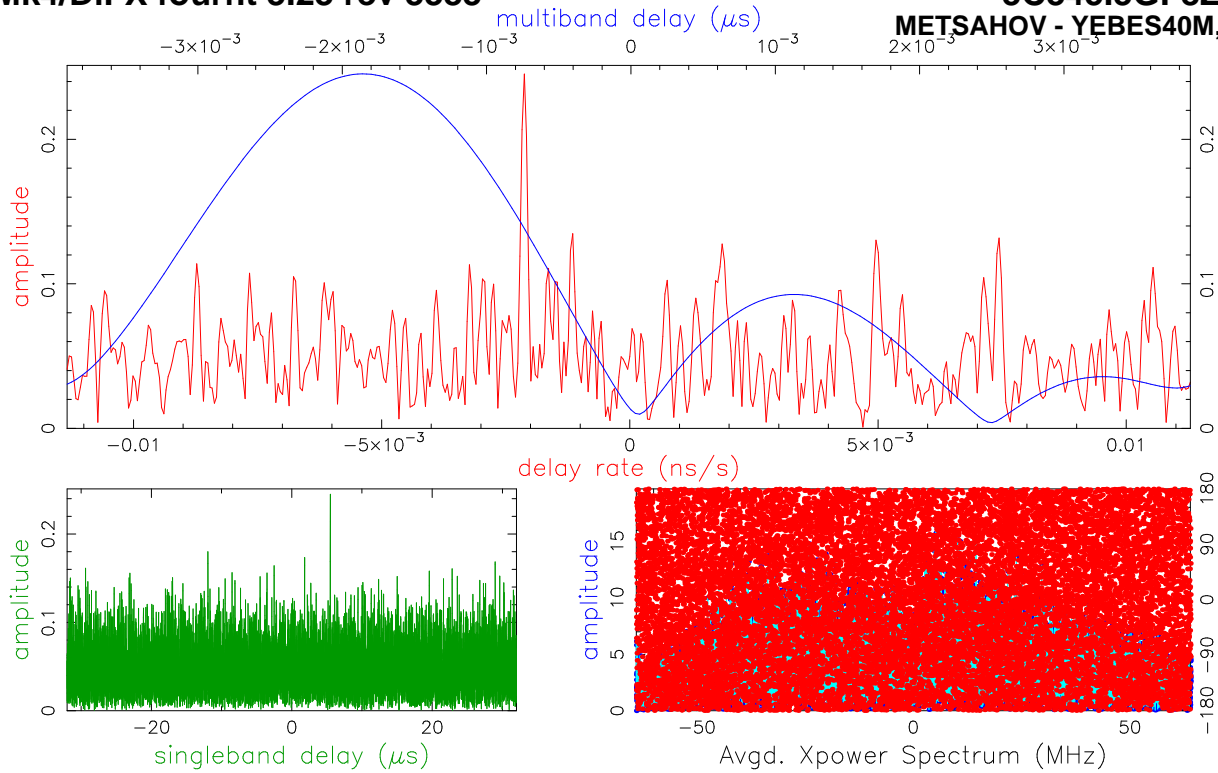 multiband delay (μs)
METSAHOV - YEBES40M,
−3×10⁻³ −2×10⁻³ −10⁻³ 0 10⁻³ 2×10⁻³ 3×10⁻³
amplitude
0 0.1 0.2
0 0.1 0.2
−0.01 −5×10⁻³ 0 5×10⁻³ 0.01
delay rate (ns/s)
amplitude
0 0.1 0.2
−20 0 20
singleband delay (μs)
amplitude
0 5 10 15
−180 −90 0 90 180
−50 0 50
Avgd. Xpower Spectrum (MHz)